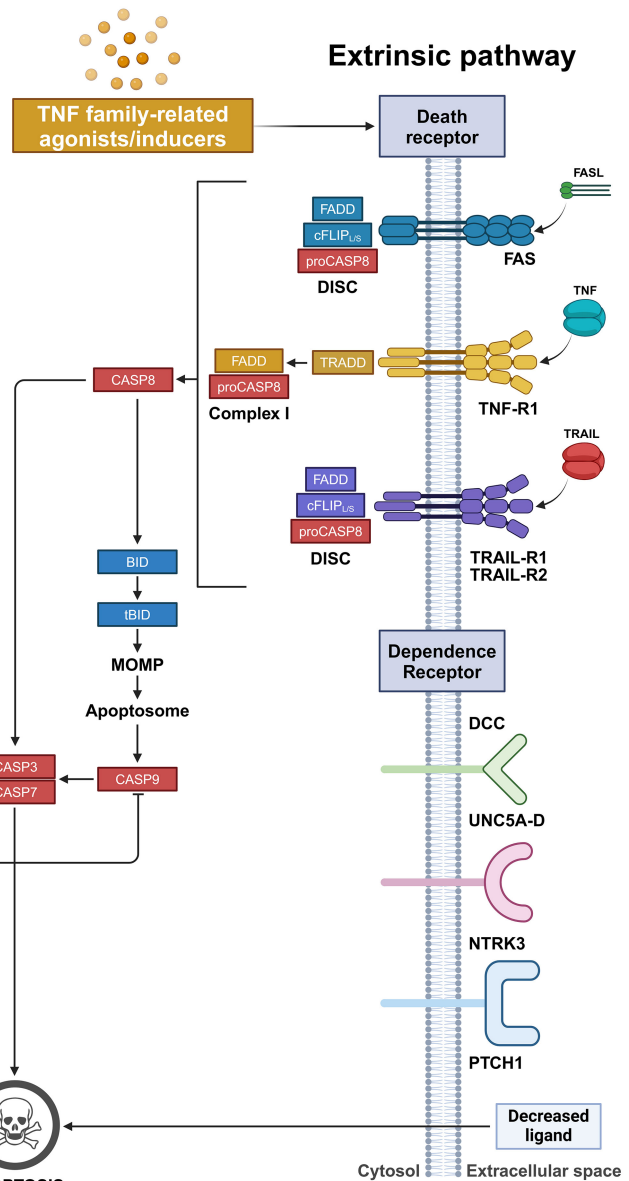 Extrinsic pathway
TNF family-related
agonists/inducers
Death
receptor
FASL
FADD
cFLIPL/S
proCASP8
DISC
FAS
TNF
FADD
proCASP8
Complex I
TRADD
TNF-R1
CASP8
TRAIL
FADD
cFLIPL/S
proCASP8
DISC
TRAIL-R1
TRAIL-R2
BID
tBID
MOMP
Apoptosome
CASP9
CASP3
CASP7
Dependence
Receptor
DCC
UNC5A-D
NTRK3
PTCH1
Decreased
ligand
Cytosol
Extracellular space